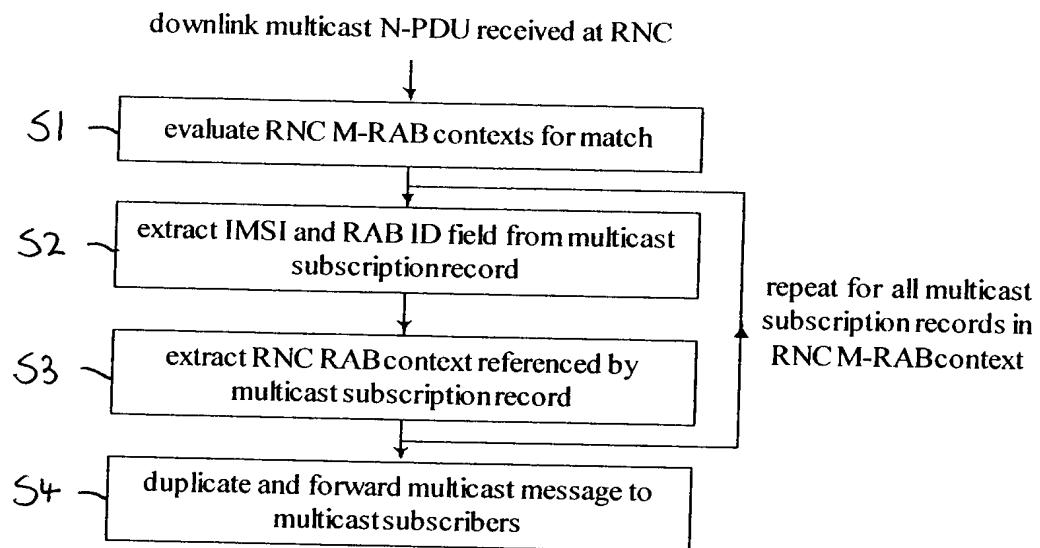 downlink multicast N-PDU received at RNC
S1
evaluate RNC M-RAB contexts for match
S2
extract IMSI and RAB ID field from multicast
subscription record
repeat for all multicast
subscription records in
RNC M-RAB context
S3
extract RNC RAB context referenced by
multicast subscription record
S4
duplicate and forward multicast message to
multicast subscribers